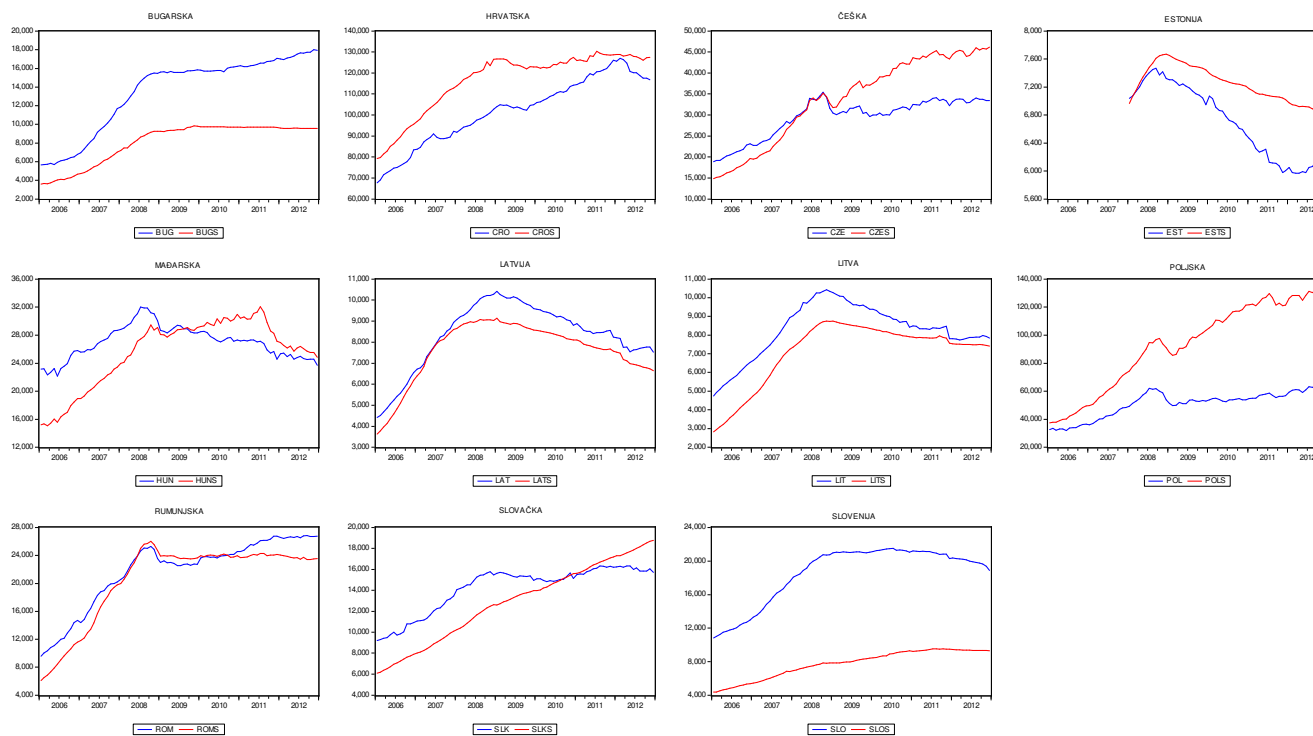 BUGARSKA
20,000
18,000
16,000
14,000
12,000
10,000
8,000
6,000
4,000
2,000
2006 2007 2008 2009 2010 2011 2012
BUG BUGS
HRVATSKA
140,000
130,000
120,000
110,000
100,000
90,000
80,000
70,000
60,000
2006 2007 2008 2009 2010 2011 2012
CRO CROS
ČEŠKA
50,000
45,000
40,000
35,000
30,000
25,000
20,000
15,000
10,000
2006 2007 2008 2009 2010 2011 2012
CZE CZES
ESTONIJA
8,000
7,600
7,200
6,800
6,400
6,000
5,600
2006 2007 2008 2009 2010 2011 2012
EST ESTS
MAĐARSKA
36,000
32,000
28,000
24,000
20,000
16,000
12,000
2006 2007 2008 2009 2010 2011 2012
HUN HUNS
LATVIJA
11,000
10,000
9,000
8,000
7,000
6,000
5,000
4,000
3,000
2006 2007 2008 2009 2010 2011 2012
LAT LATS
LITVA
11,000
10,000
9,000
8,000
7,000
6,000
5,000
4,000
3,000
2,000
2006 2007 2008 2009 2010 2011 2012
LIT LITS
POLJSKA
140,000
120,000
100,000
80,000
60,000
40,000
20,000
2006 2007 2008 2009 2010 2011 2012
POL POLS
RUMUNJSKA
28,000
24,000
20,000
16,000
12,000
8,000
4,000
2006 2007 2008 2009 2010 2011 2012
ROM ROMS
SLOVAČKA
20,000
18,000
16,000
14,000
12,000
10,000
8,000
6,000
4,000
2006 2007 2008 2009 2010 2011 2012
SLK SLKS
SLOVENIJA
24,000
20,000
16,000
12,000
8,000
4,000
2006 2007 2008 2009 2010 2011 2012
SLO SLOS